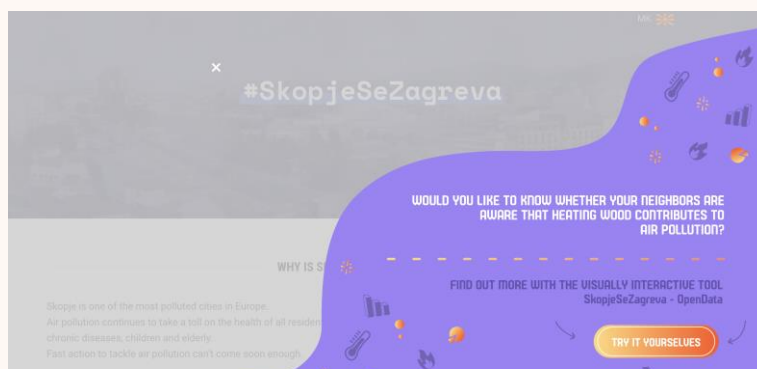 MK
#SkopjeSeZagreva
WOULD YOU LIKE TO KNOW WHETHER YOUR NEIGHBORS ARE
AWARE THAT HEATING WOOD CONTRIBUTES TO
AIR POLLUTION?
WHY IS S
FIND OUT MORE WITH THE VISUALLY INTERACTIVE TOOL
SkopjeSeZagreva - OpenData
Skopje is one of the most polluted cities in Europe.
Air pollution continues to take a toll on the health of all residen
chronic diseases, children and elderly.
Fast action to tackle air pollution can't come soon enough.
TRY IT YOURSELVES